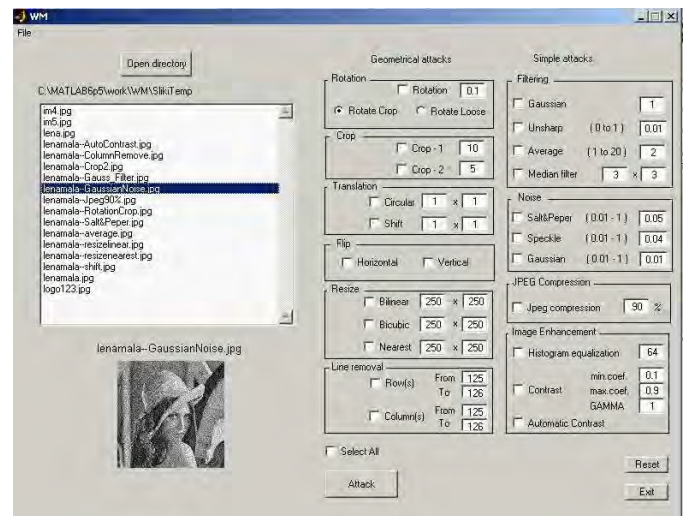 WM
File
Open directory
C:\MATLAB6p5\work\WM\SlikiTemp
im4.jpg
im5.jpg
lena.jpg
lenamala--AutoContrast.jpg
lenamala--ColumnRemove.jpg
lenamala--Crop2.jpg
lenamala--Gauss_Filter.jpg
lenamala--GaussianNoise.jpg
lenamala--Jpeg90%.jpg
lenamala--RotationCrop.jpg
lenamala--Salt&Peper.jpg
lenamala--average.jpg
lenamala--resizelinear.jpg
lenamala--resizenearest.jpg
lenamala--shift.jpg
lenamala.jpg
logo123.jpg
lenamala--GaussianNoise.jpg
Geometrical attacks
Rotation
Rotation 0.1
Rotate Crop Rotate Loose
Crop
Crop - 1 10
Crop - 2 5
Translation
Circular 1 x 1
Shift 1 x 1
Flip
Horizontal Vertical
Resize
Bilinear 250 x 250
Bicubic 250 x 250
Nearest 250 x 250
Line removal
Row(s) From 125
To 126
Column(s) From 125
To 126
Select All
Attack
Simple attacks
Filtering
Gaussian 1
Unsharp ( 0 to 1 ) 0.01
Average ( 1 to 20 ) 2
Median filter 3 x 3
Noise
Salt&Peper ( 0.01 - 1 ) 0.05
Speckle ( 0.01 - 1 ) 0.04
Gaussian ( 0.01 - 1 ) 0.01
JPEG Compression
Jpeg compression 90 %
Image Enhancement
Histogram equalization 64
min.coef. 0.1
Contrast max.coef. 0.9
GAMMA 1
Automatic Contrast
Reset
Exit